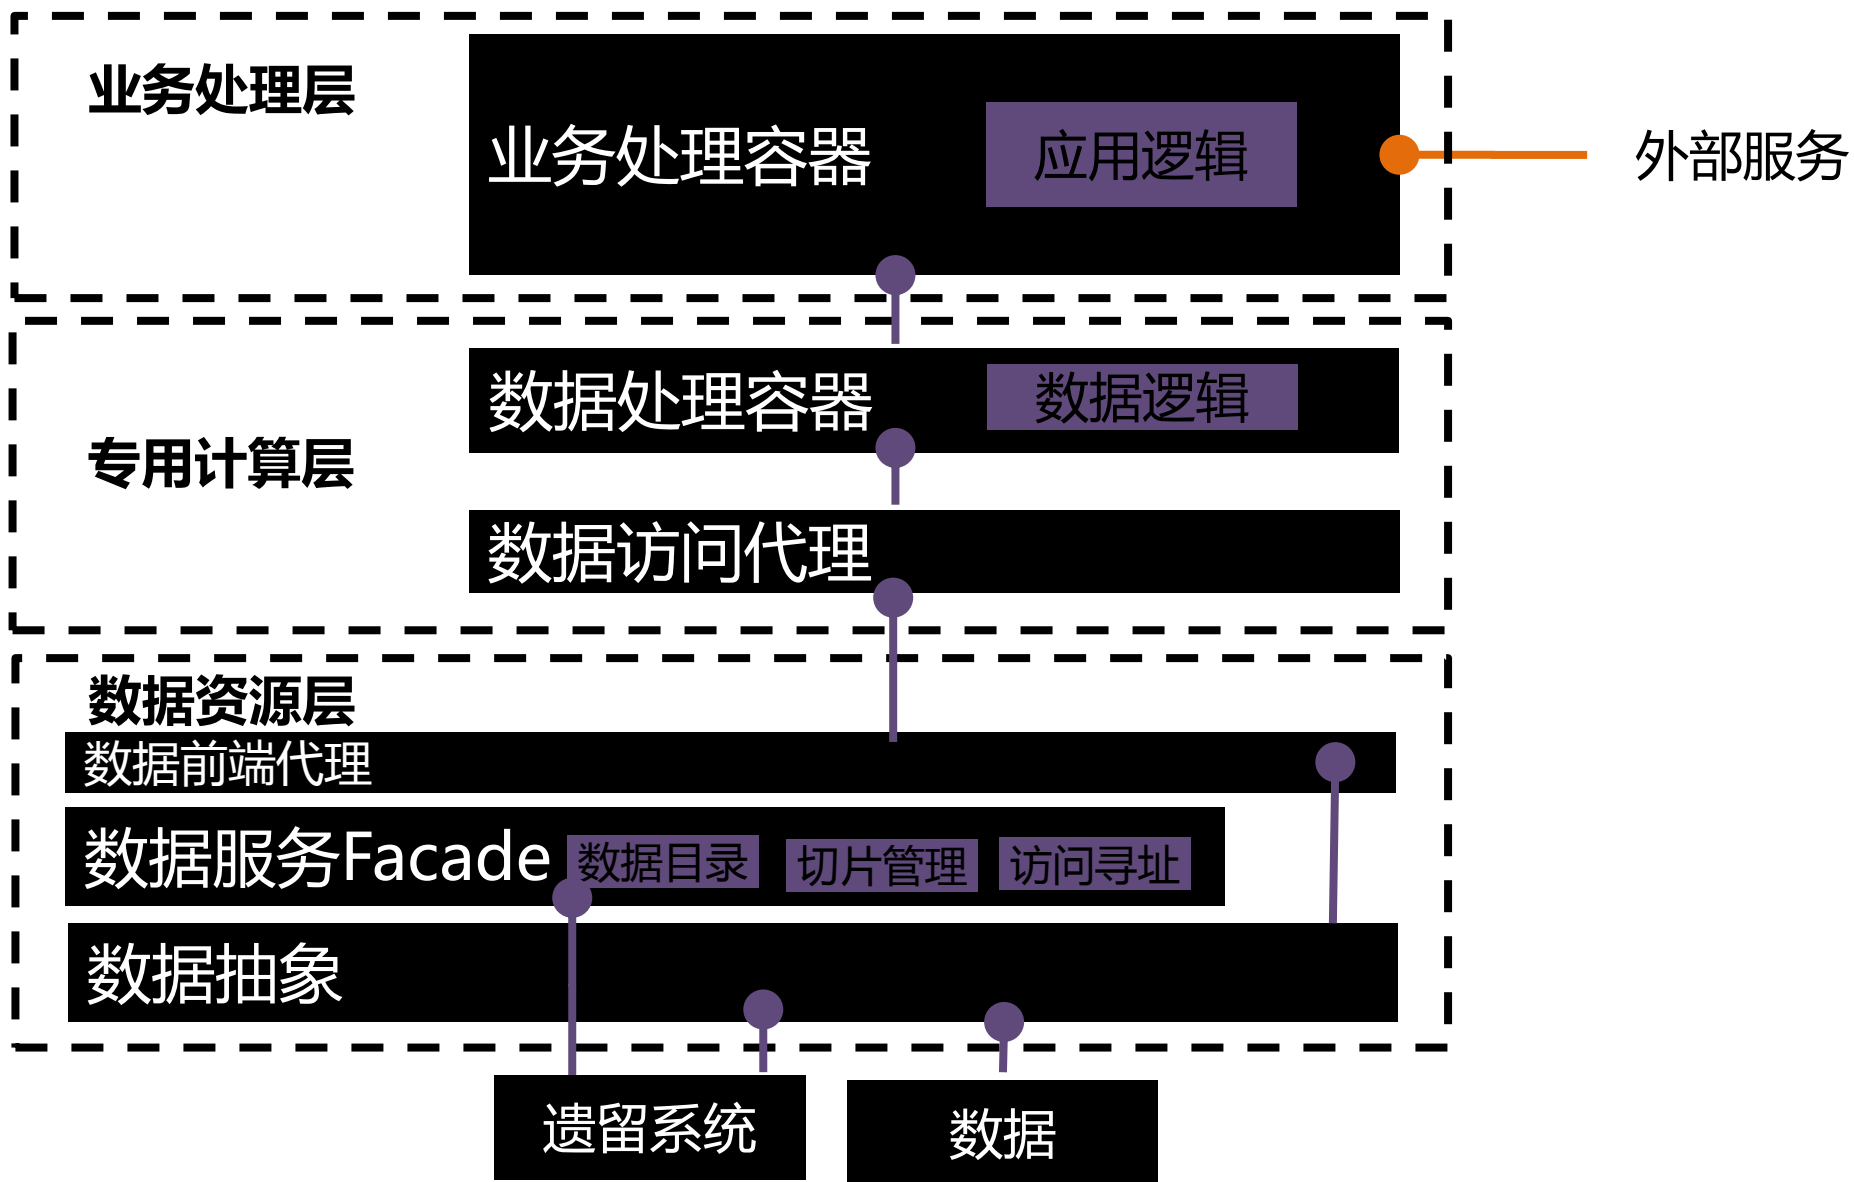 业务处理层
业务处理容器
应用逻辑
外部服务
数据处理容器
数据逻辑
专用计算层
数据访问代理
数据资源层
数据前端代理
数据服务Facade
数据目录
切片管理
访问寻址
数据抽象
遗留系统
数据